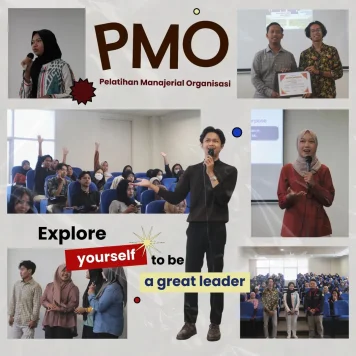 PMO
Pelatihan Manajerial Organisasi
Explore
yourself
to be
a great leader